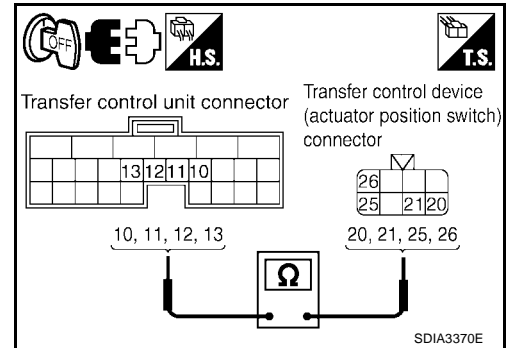 OFF
H.S.
T.S.
Transfer control unit connector
Transfer control device
(actuator position switch)
connector
13 12 11 10
26
25 21 20
10, 11, 12, 13
20, 21, 25, 26
Ω
SDIA3370E